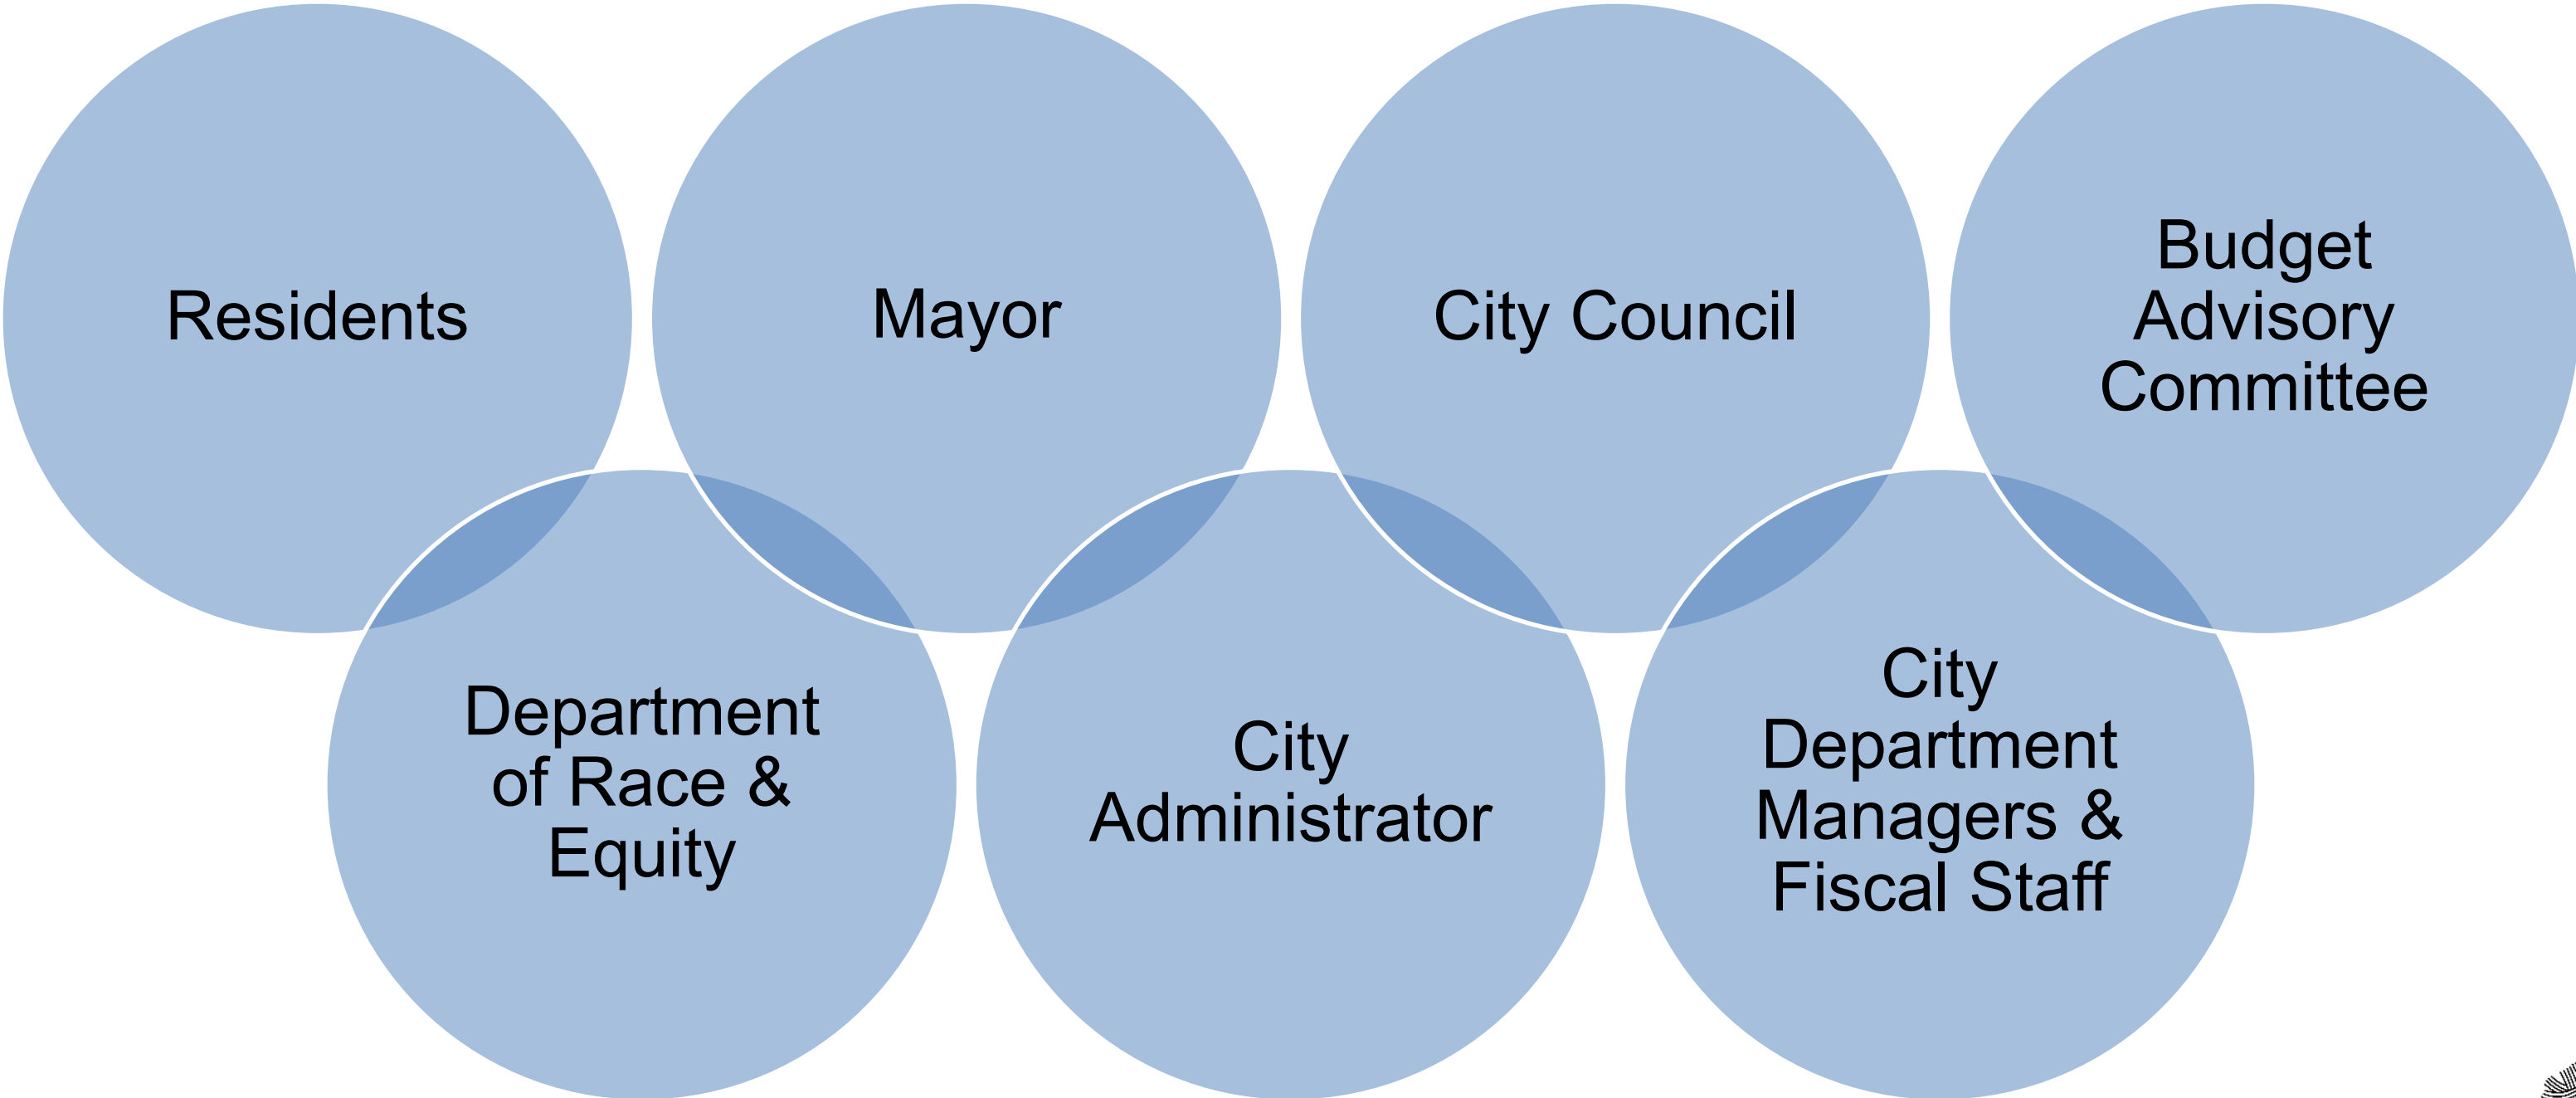 Residents
Mayor
City Council
Budget
Advisory
Committee
Department
of Race &
Equity
City
Administrator
City
Department
Managers &
Fiscal Staff